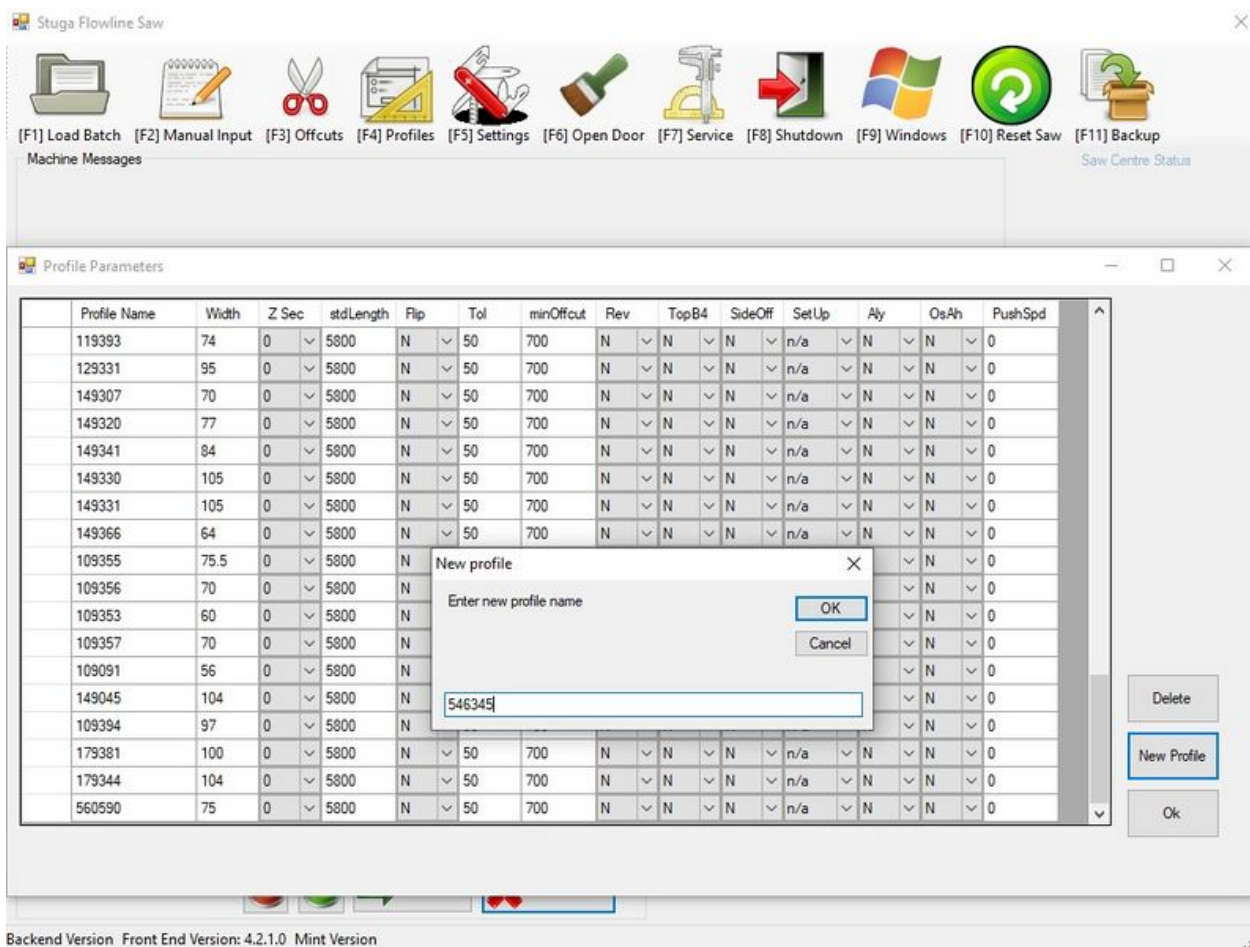 Stuga Flowline Saw
[F1] Load Batch [F2] Manual Input [F3] Offcuts [F4] Profiles [F5] Settings [F6] Open Door [F7] Service [F8] Shutdown [F9] Windows [F10] Reset Saw [F11] Backup
Machine Messages
Saw Centre Status
Profile Parameters
Profile Name Width Z Sec stdLength Flip Tol minOffcut Rev TopB4 SideOff SetUp Aly OsAh PushSpd
119393 74 0 5800 N 50 700 N N N n/a N N 0
129331 95 0 5800 N 50 700 N N N n/a N N 0
149307 70 0 5800 N 50 700 N N N n/a N N 0
149320 77 0 5800 N 50 700 N N N n/a N N 0
149341 84 0 5800 N 50 700 N N N n/a N N 0
149330 105 0 5800 N 50 700 N N N n/a N N 0
149331 105 0 5800 N 50 700 N N N n/a N N 0
149366 64 0 5800 N 50 700 N N N n/a N N 0
109355 75.5 0 5800 N N 0
109356 70 0 5800 N N 0
109353 60 0 5800 N N 0
109357 70 0 5800 N N 0
109091 56 0 5800 N N 0
149045 104 0 5800 N N 0
109394 97 0 5800 N N 0
179381 100 0 5800 N 50 700 N N N n/a N N 0
179344 104 0 5800 N 50 700 N N N n/a N N 0
560590 75 0 5800 N 50 700 N N N n/a N N 0
New profile
Enter new profile name
OK
Cancel
546345
Delete
New Profile
Ok
Backend Version Front End Version: 4.2.1.0 Mint Version